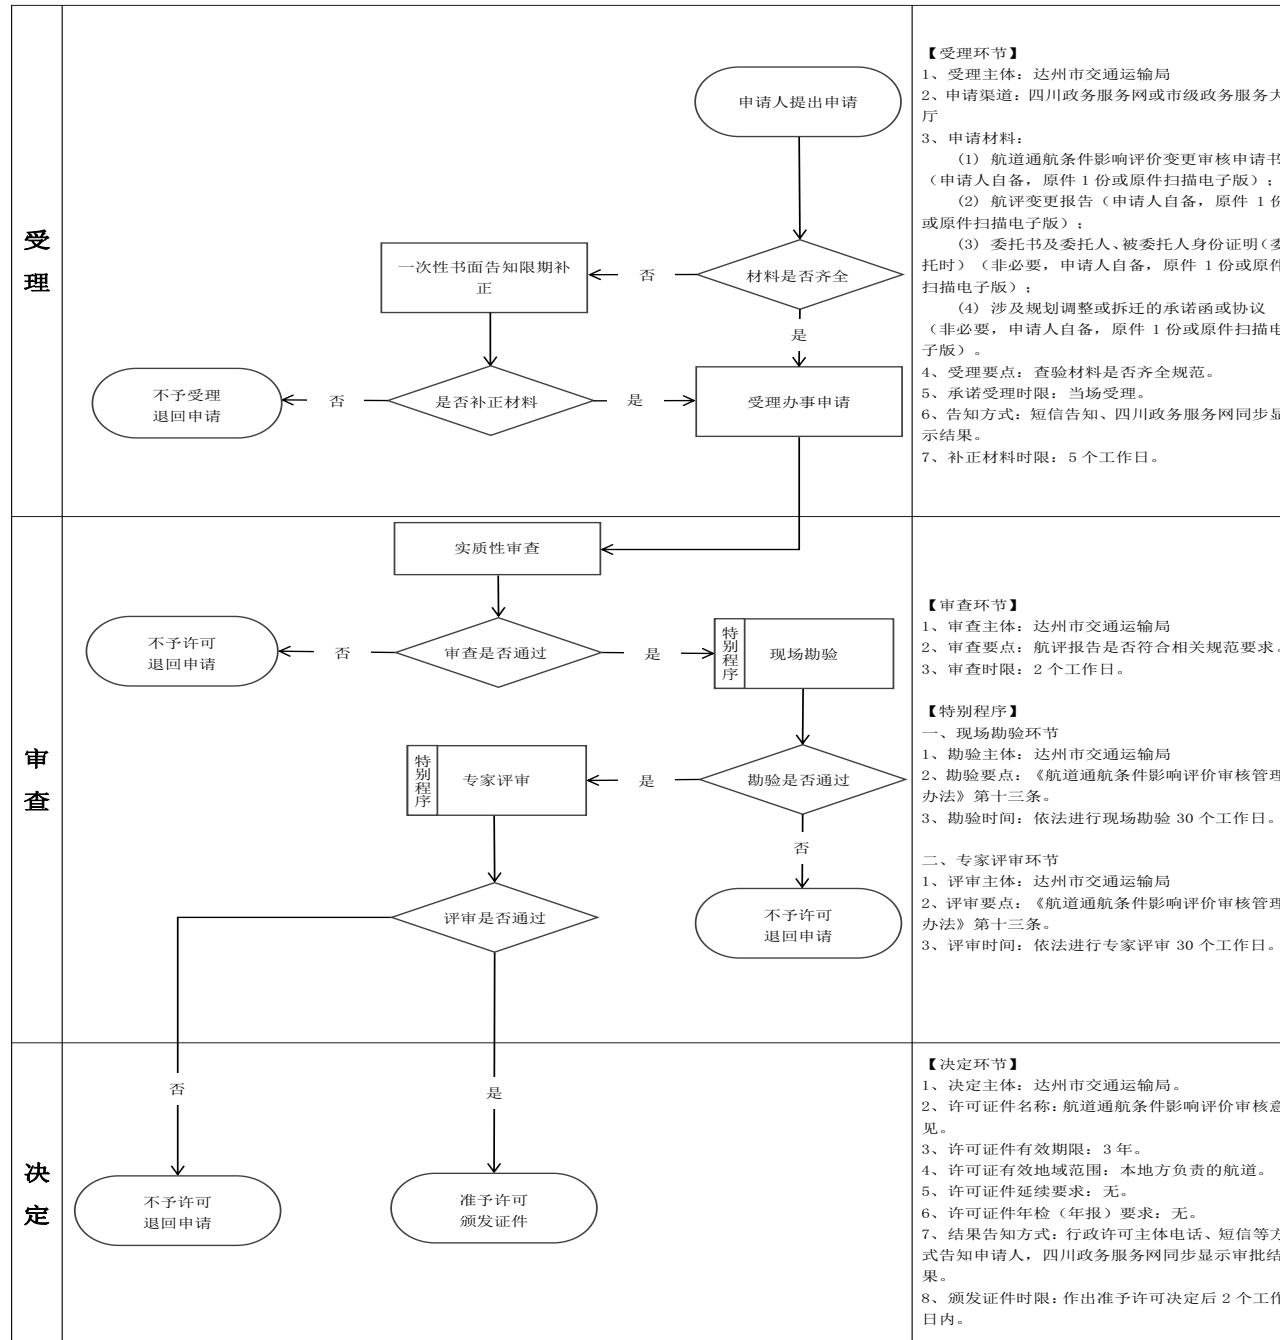 受
理
申请人提出申请
材料是否齐全
否
一次性书面告知限期补
正
是
是否补正材料
否
不予受理
退回申请
是
受理办事申请
【受理环节】
1、受理主体：达州市交通运输局
2、申请渠道：四川政务服务网或市级政务服务大
厅
3、申请材料：
（1）航道通航条件影响评价变更审核申请书
（申请人自备，原件 1 份或原件扫描电子版）；
（2）航评变更报告（申请人自备，原件 1 份
或原件扫描电子版）；
（3）委托书及委托人、被委托人身份证明（委
托时）（非必要，申请人自备，原件 1 份或原件
扫描电子版）；
（4）涉及规划调整或拆迁的承诺函或协议
（非必要，申请人自备，原件 1 份或原件扫描电
子版）。
4、受理要点：查验材料是否齐全规范。
5、承诺受理时限：当场受理。
6、告知方式：短信告知、四川政务服务网同步显
示结果。
7、补正材料时限：5 个工作日。
审
查
实质性审查
审查是否通过
否
不予许可
退回申请
是
特别程序
现场勘验
勘验是否通过
是
特别程序
专家评审
否
不予许可
退回申请
评审是否通过
【审查环节】
1、审查主体：达州市交通运输局
2、审查要点：航评报告是否符合相关规范要求。
3、审查时限：2 个工作日。
【特别程序】
一、现场勘验环节
1、勘验主体：达州市交通运输局
2、勘验要点：《航道通航条件影响评价审核管理
办法》第十三条。
3、勘验时间：依法进行现场勘验 30 个工作日。
二、专家评审环节
1、评审主体：达州市交通运输局
2、评审要点：《航道通航条件影响评价审核管理
办法》第十三条。
3、评审时间：依法进行专家评审 30 个工作日。
决
定
否
是
不予许可
退回申请
准予许可
颁发证件
【决定环节】
1、决定主体：达州市交通运输局。
2、许可证件名称：航道通航条件影响评价审核意
见。
3、许可证件有效期限：3 年。
4、许可证有效地域范围：本地方负责的航道。
5、许可证件延续要求：无。
6、许可证件年检（年报）要求：无。
7、结果告知方式：行政许可主体电话、短信等方
式告知申请人，四川政务服务网同步显示审批结
果。
8、颁发证件时限：作出准予许可决定后 2 个工作
日内。